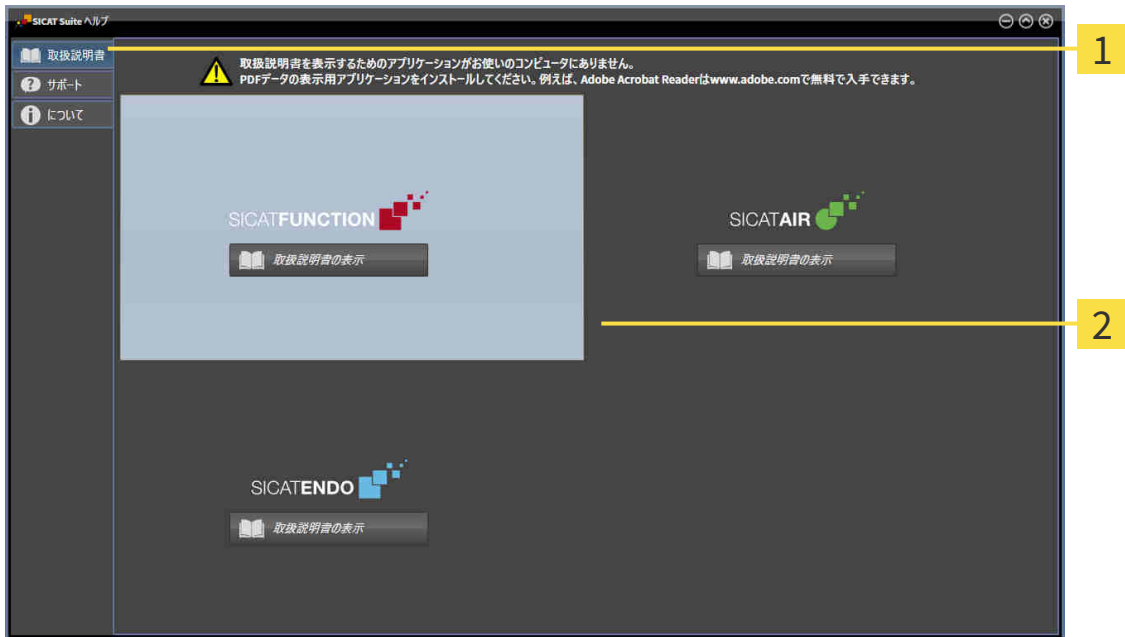 SICAT Suite ヘルプ
取扱説明書
1
取扱説明書を表示するためのアプリケーションがお使いのコンピュータにありません。
PDFデータの表示用アプリケーションをインストールしてください。例えば、Adobe Acrobat Readerはwww.adobe.comで無料で入手できます。
サポート
について
SICATFUNCTION
SICATAIR
取扱説明書の表示
取扱説明書の表示
2
SICATENDO
取扱説明書の表示